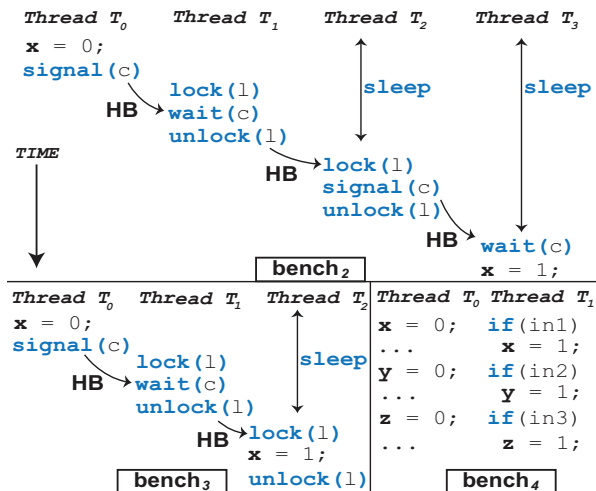 Thread T0 Thread T1 Thread T2 Thread T3
x = 0;
signal(c)
lock(l) sleep sleep
HB wait(c)
unlock(l)
TIME
HB lock(l)
signal(c)
unlock(l)
HB wait(c)
x = 1;
bench2
Thread T0 Thread T1 Thread T2
x = 0;
signal(c)
lock(l) sleep
HB wait(c)
unlock(l)
HB lock(l)
x = 1;
unlock(l)
bench3
Thread T0 Thread T1
x = 0; if(in1)
... x = 1;
y = 0; if(in2)
... y = 1;
z = 0; if(in3)
... z = 1;
bench4